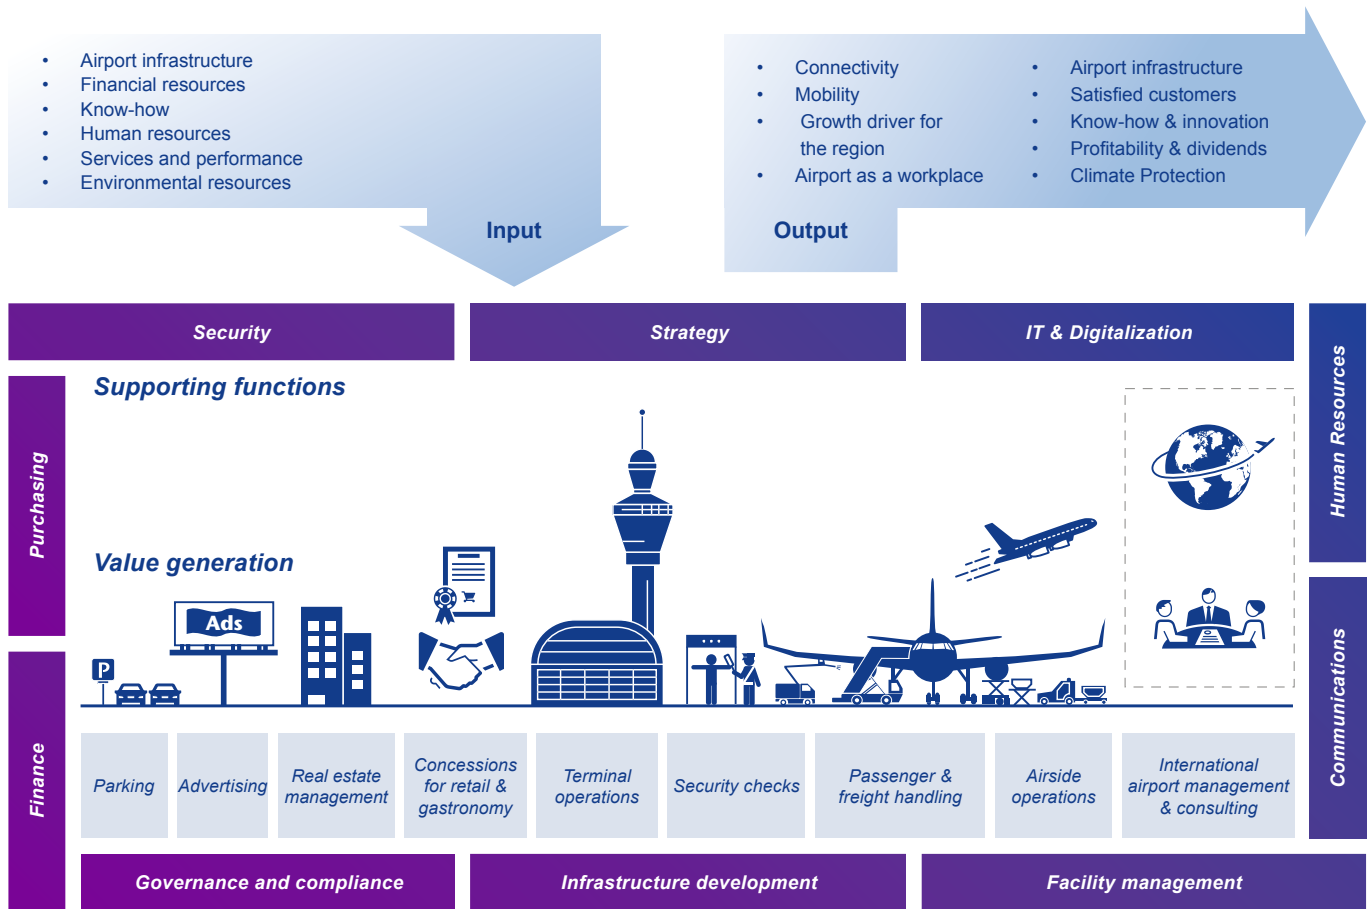 • Airport infrastructure
• Financial resources
• Know-how
• Human resources
• Services and performance
• Environmental resources
Input
• Connectivity
• Mobility
• Growth driver for
the region
• Airport as a workplace
• Airport infrastructure
• Satisfied customers
• Know-how & innovation
• Profitability & dividends
• Climate Protection
Output
Security
Strategy
IT & Digitalization
Human Resources
Purchasing
Supporting functions
Value generation
Ads
P
Finance
Communications
Parking
Advertising
Real estate
management
Concessions
for retail &
gastronomy
Terminal
operations
Security checks
Passenger &
freight handling
Airside
operations
International
airport management
& consulting
Governance and compliance
Infrastructure development
Facility management